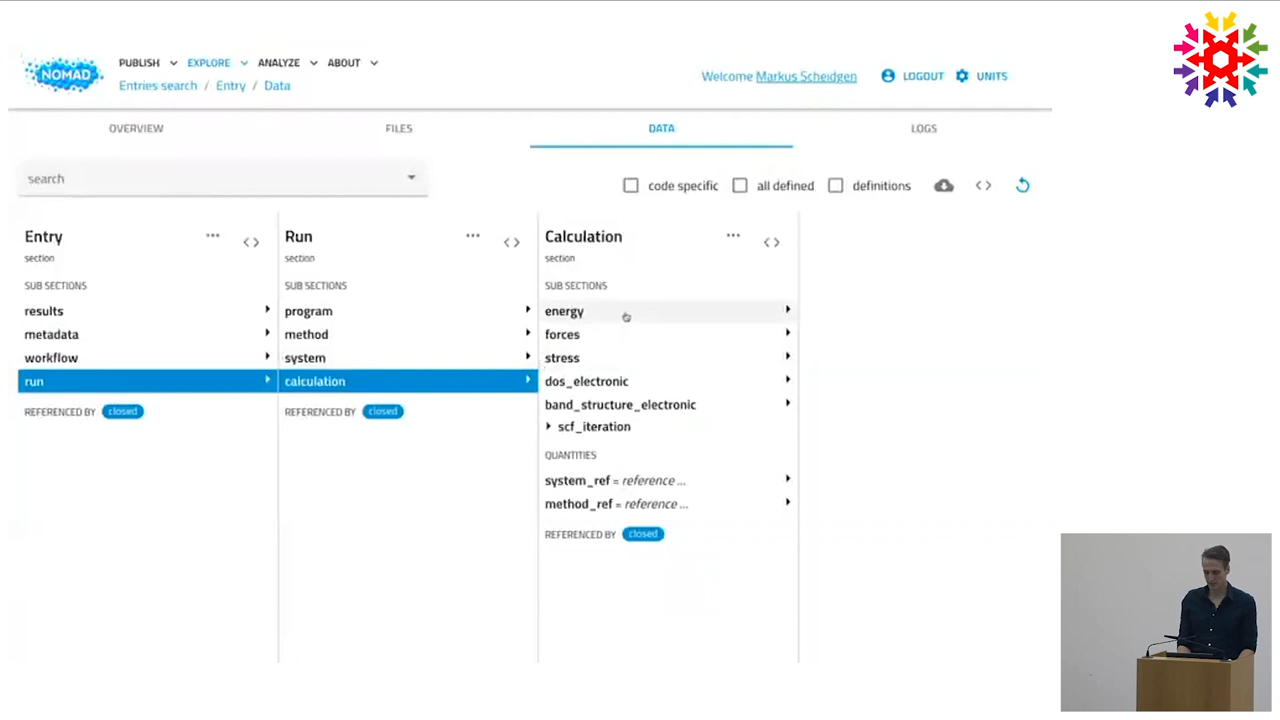 NOMAD
PUBLISH EXPLORE ANALYZE ABOUT
Entries search / Entry / Data
Welcome Markus Scheidgen LOGOUT UNITS
OVERVIEW FILES DATA LOGS
search
code specific all defined definitions
Entry
section
SUB SECTIONS
results
metadata
workflow
run
REFERENCED BY closed
Run
section
SUB SECTIONS
program
method
system
calculation
REFERENCED BY closed
Calculation
section
SUB SECTIONS
energy
forces
stress
dos_electronic
band_structure_electronic
scf_iteration
QUANTITIES
system_ref = reference ...
method_ref = reference ...
REFERENCED BY closed